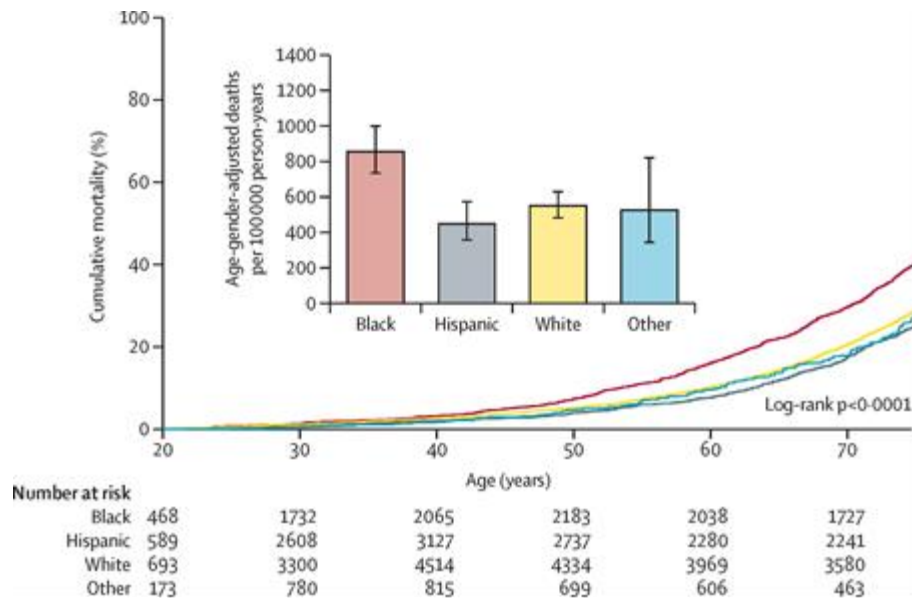 100
80
60
40
20
0
Cumulative mortality (%)
1400
1200
1000
800
600
400
200
0
Age-gender-adjusted deaths
per 1000000 person-years
Black Hispanic White Other
Log-rank p<0·0001
20 30 40 50 60 70
Age (years)
Number at risk
Black 468 1732 2065 2183 2038 1727
Hispanic 589 2608 3127 2737 2280 2241
White 693 3300 4514 4334 3969 3580
Other 173 780 815 699 606 463